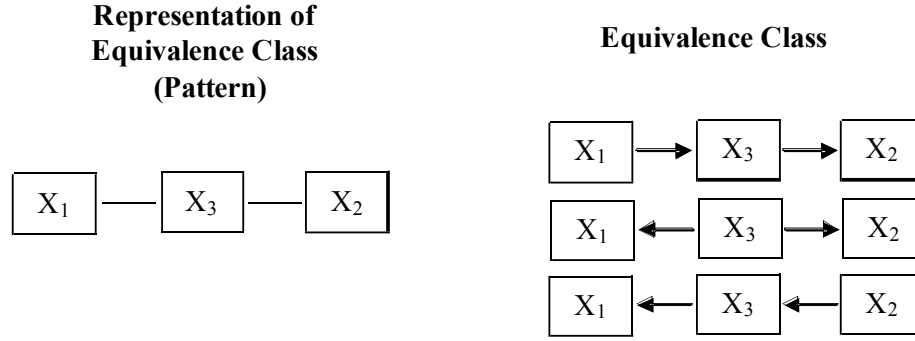 Representation of
Equivalence Class
(Pattern)
X₁ X₃ X₂
Equivalence Class
X₁ X₃ X₂
X₁ X₃ X₂
X₁ X₃ X₂